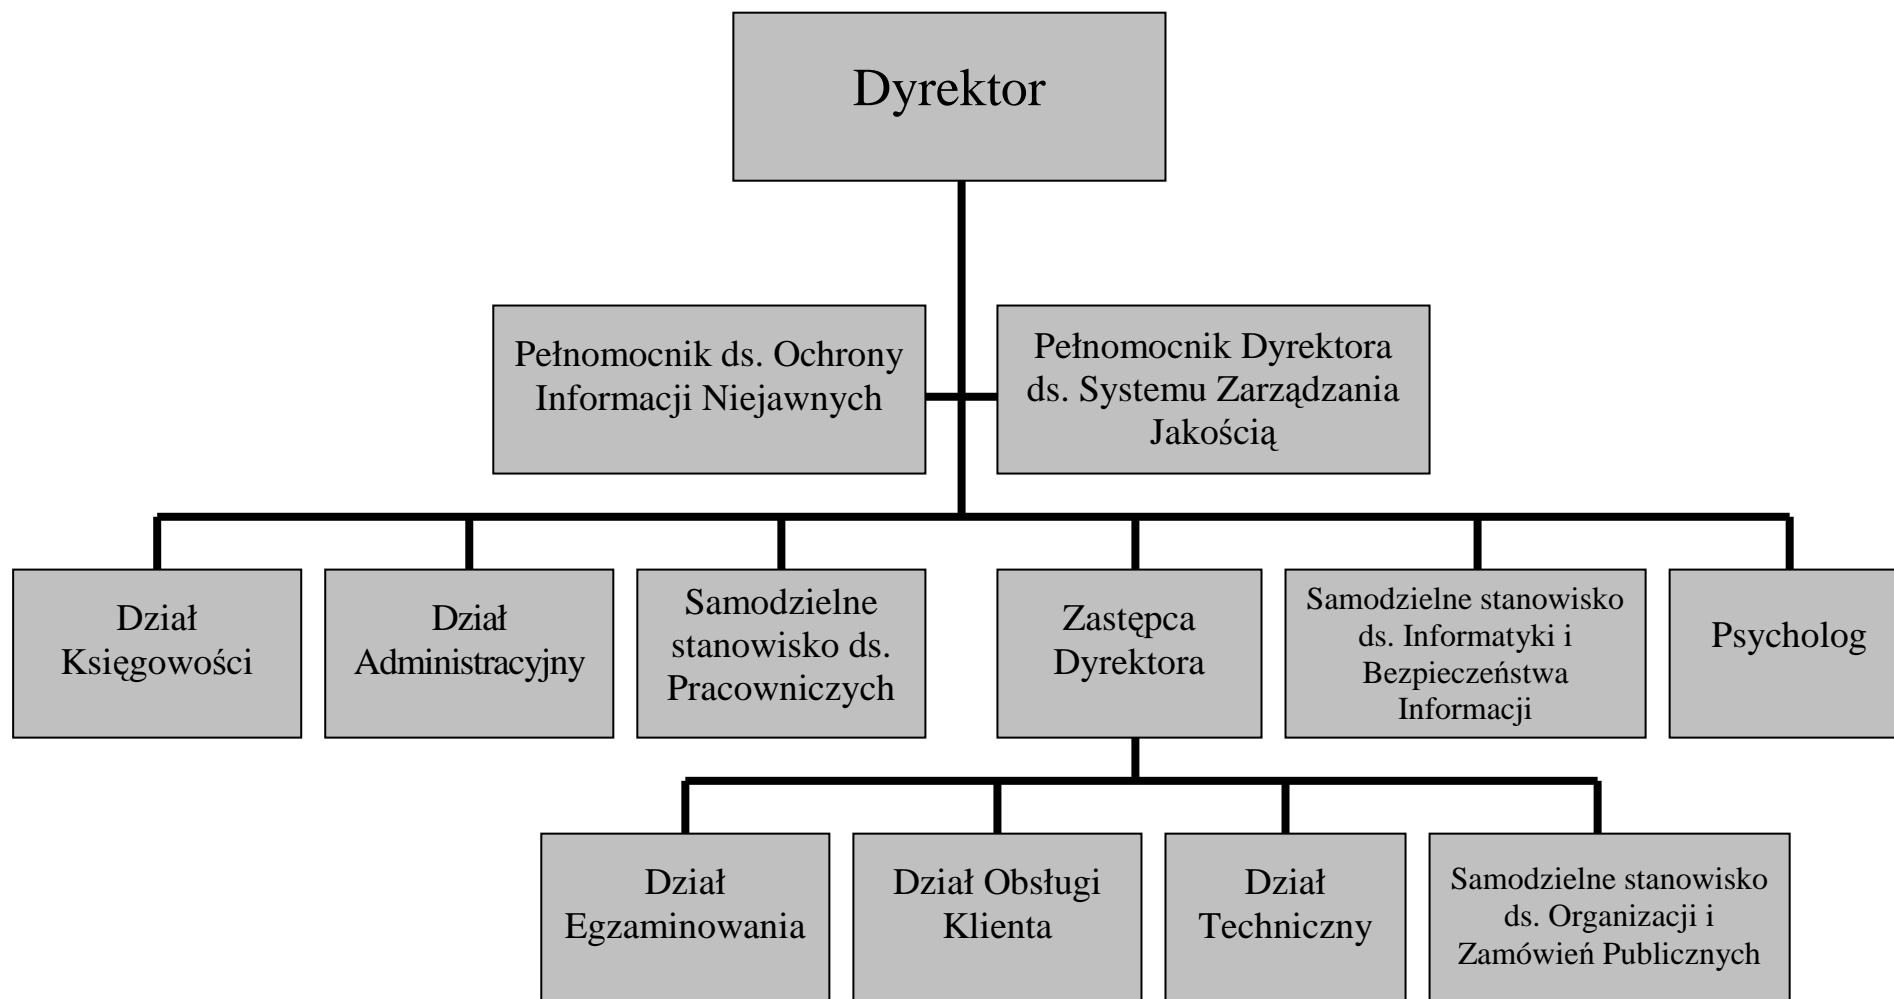 Dyrektor
Pełnomocnik ds. Ochrony
Informacji Niejawnych
Pełnomocnik Dyrektora
ds. Systemu Zarządzania
Jakością
Dział
Księgowości
Dział
Administracyjny
Samodzielne
stanowisko ds.
Pracowniczych
Zastępca
Dyrektora
Samodzielne stanowisko
ds. Informatyki i
Bezpieczeństwa
Informacji
Psycholog
Dział
Egzaminowania
Dział Obsługi
Klienta
Dział
Techniczny
Samodzielne stanowisko
ds. Organizacji i
Zamówień Publicznych